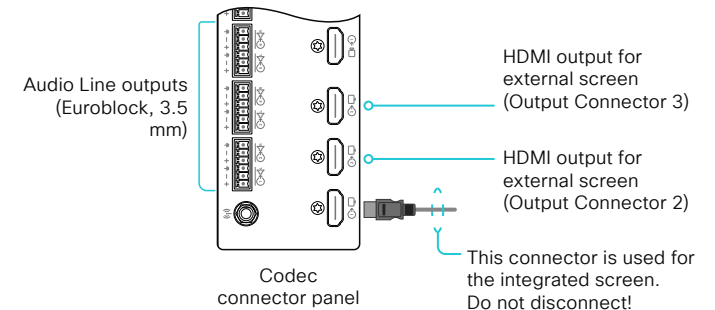 Audio Line outputs
(Euroblock, 3.5
mm)
HDMI output for
external screen
(Output Connector 3)
HDMI output for
external screen
(Output Connector 2)
This connector is used for
the integrated screen.
Do not disconnect!
Codec
connector panel